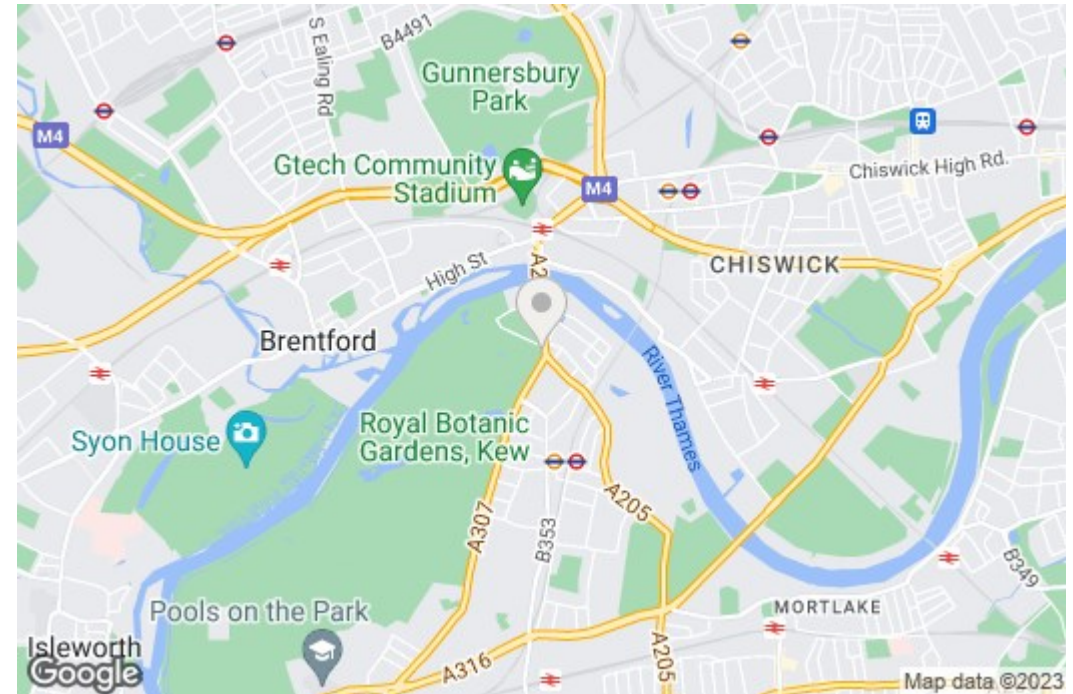 B4491
S Ealing Rd
Gunnersbury
Park
M4
Gtech Community
Stadium
M4
Chiswick High Rd.
A2
High St
CHISWICK
Brentford
River Thames
Royal Botanic
Gardens, Kew
Syon House
A205
A307
B353
B349
Pools on the Park
MORTLAKE
Isleworth
A316
A205
Google
Map data ©2023